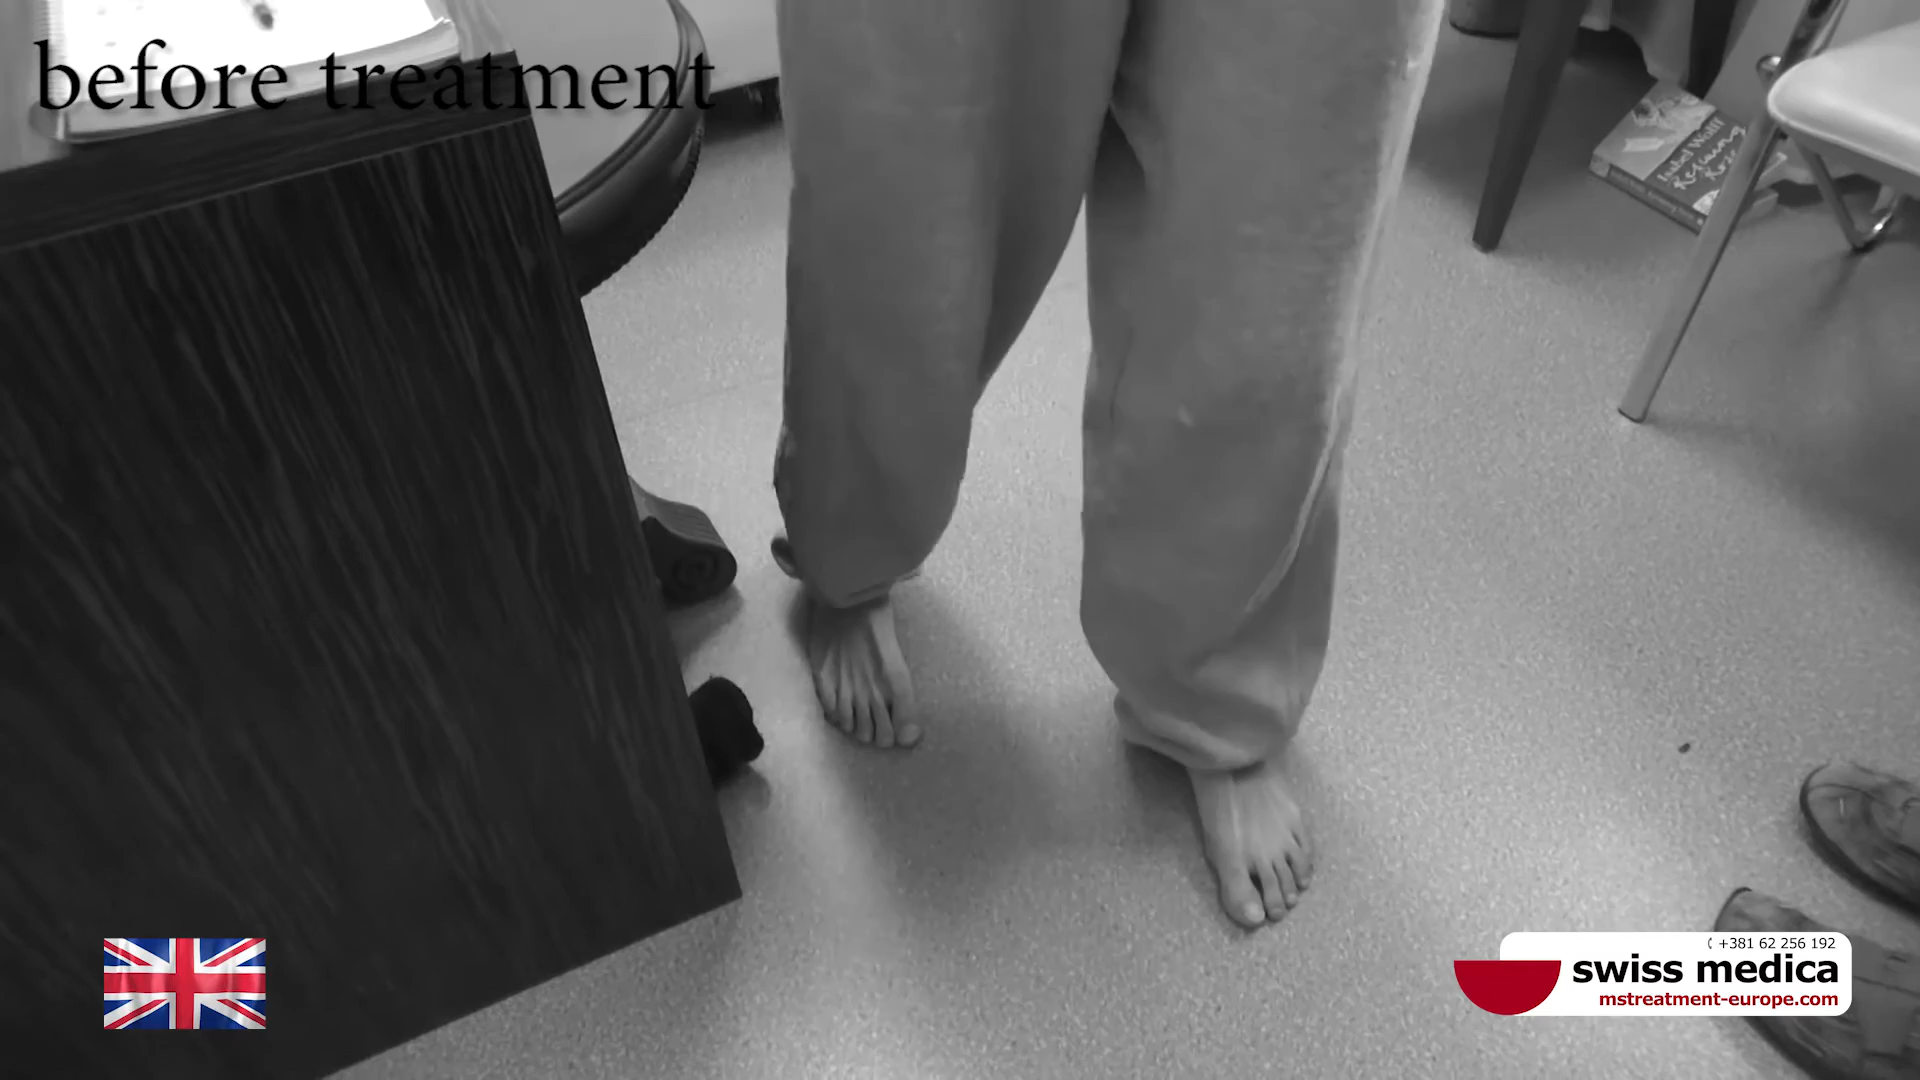 before treatment
Isabel Wolff
+381 62 256 192
swiss medica
mstreatment-europe.com